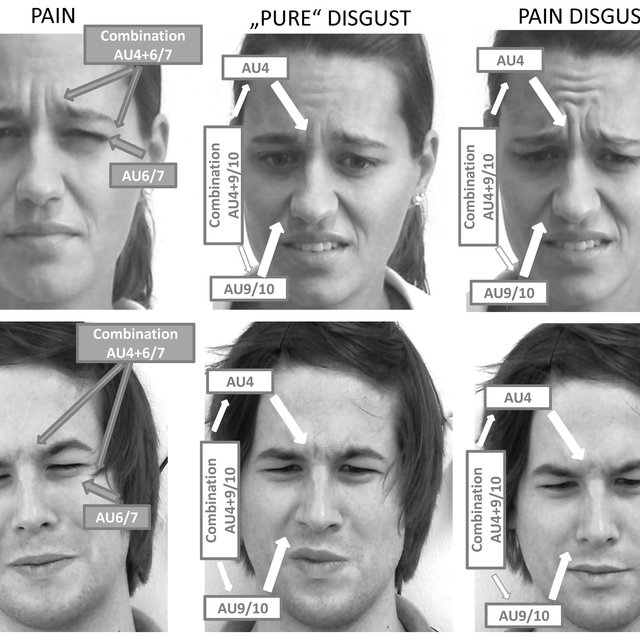 PAIN
„PURE“ DISGUST
PAIN DISGUS
Combination
AU4+6/7
AU6/7
AU4
Combination
AU4+9/10
AU9/10
AU4
Combination
AU4+9/10
AU9/10
Combination
AU4+6/7
AU6/7
AU4
Combination
AU4+9/10
AU9/10
AU4
Combination
AU4+9/10
AU9/10